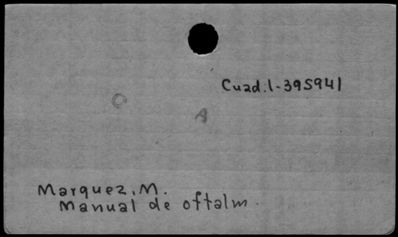 Cuad.1-395941
O
A
Marquez, M.
Manual de oftalm.